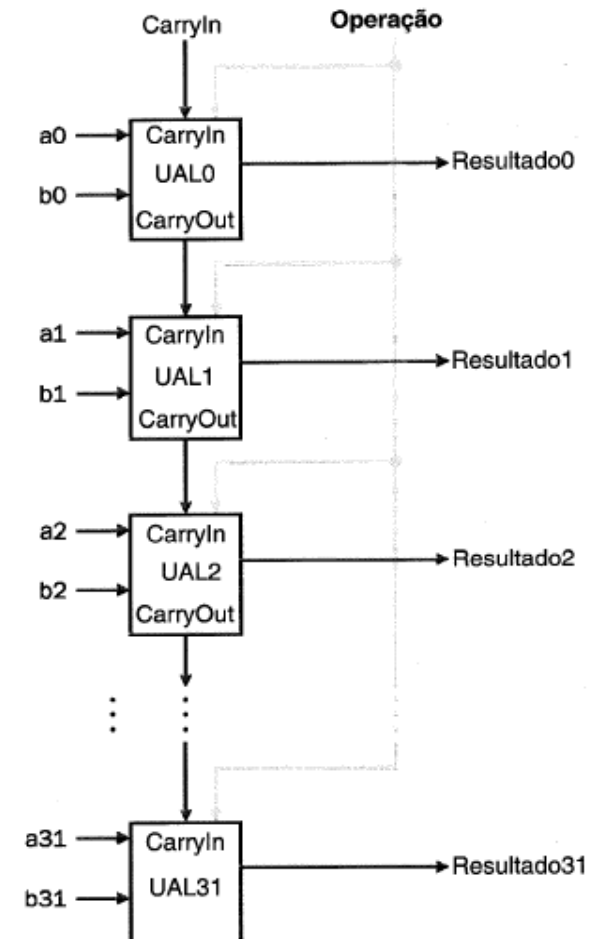 CarryIn
Operação
a0
CarryIn
UAL0
b0
CarryOut
Resultado0
a1
CarryIn
UAL1
b1
CarryOut
Resultado1
a2
CarryIn
UAL2
b2
CarryOut
Resultado2
a31
CarryIn
UAL31
b31
Resultado31